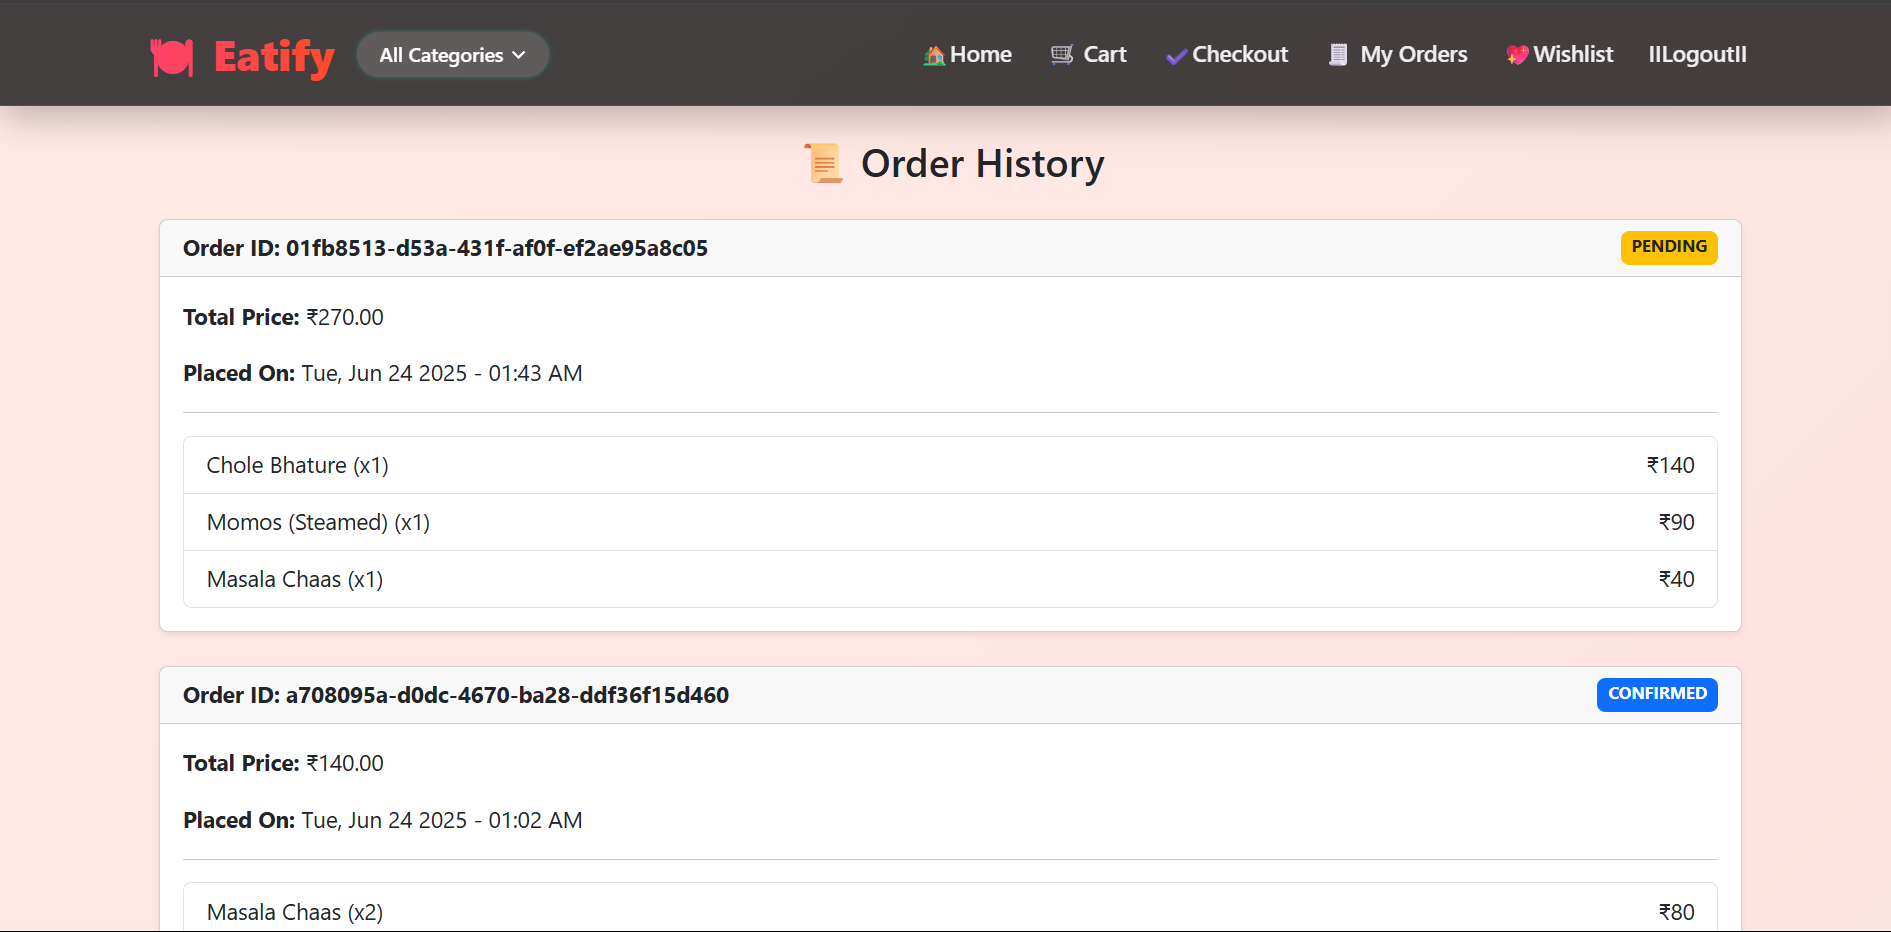 Eatify All Categories Home Cart Checkout My Orders Wishlist IILogoutII
Order History
Order ID: 01fb8513-d53a-431f-af0f-ef2ae95a8c05 PENDING
Total Price: ₹270.00
Placed On: Tue, Jun 24 2025 - 01:43 AM
Chole Bhature (x1) ₹140
Momos (Steamed) (x1) ₹90
Masala Chaas (x1) ₹40
Order ID: a708095a-d0dc-4670-ba28-ddf36f15d460 CONFIRMED
Total Price: ₹140.00
Placed On: Tue, Jun 24 2025 - 01:02 AM
Masala Chaas (x2) ₹80